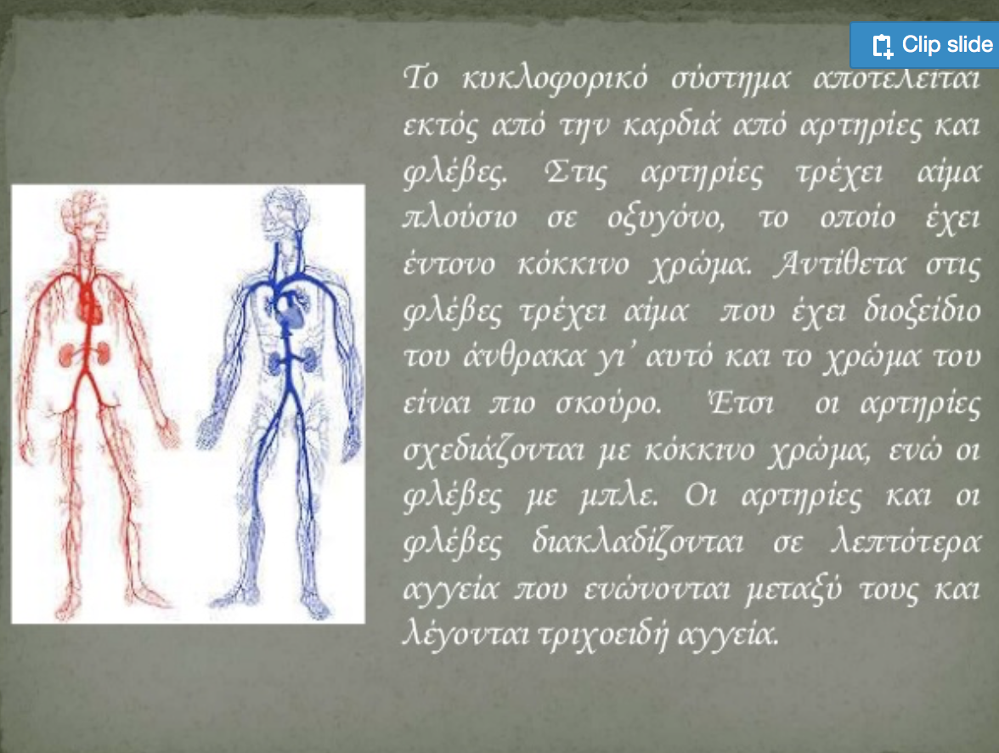 Clip slide
Το κυκλοφορικό σύστημα αποτελείται
εκτός από την καρδιά από αρτηρίες και
φλέβες. Στις αρτηρίες τρέχει αίμα
πλούσιο σε οξυγόνο, το οποίο έχει
έντονο κόκκινο χρώμα. Αντίθετα στις
φλέβες τρέχει αίμα που έχει διοξείδιο
του άνθρακα γι’ αυτό και το χρώμα του
είναι πιο σκούρο. Έτσι οι αρτηρίες
σχεδιάζονται με κόκκινο χρώμα, ενώ οι
φλέβες με μπλε. Οι αρτηρίες και οι
φλέβες διακλαδίζονται σε λεπτότερα
αγγεία που ενώνονται μεταξύ τους και
λέγονται τριχοειδή αγγεία.